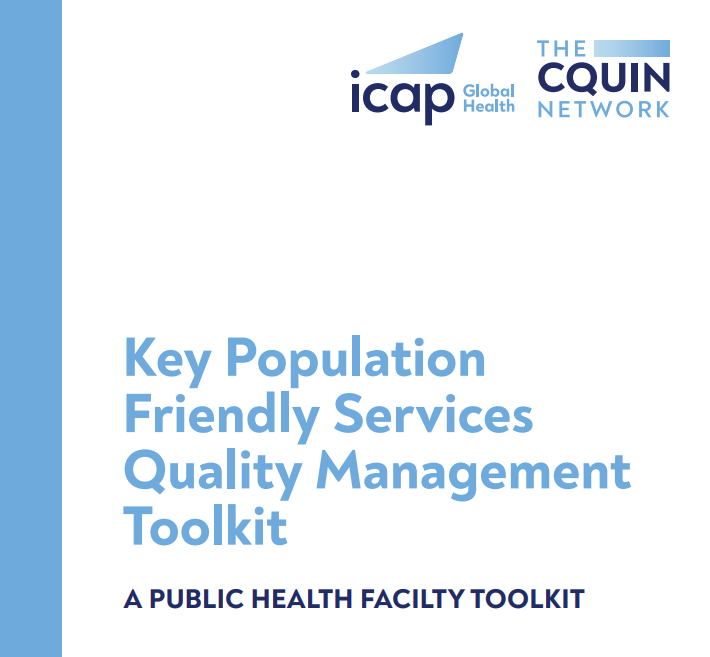 icap Global Health
THE CQUIN NETWORK
Key Population
Friendly Services
Quality Management
Toolkit
A PUBLIC HEALTH FACILTY TOOLKIT